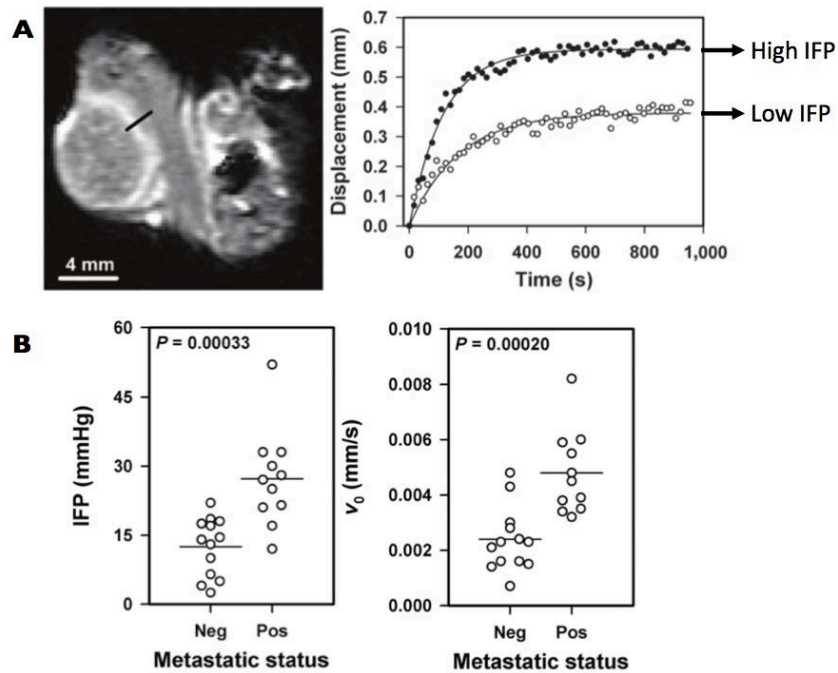 A
4 mm
Displacement (mm)
0.7
0.6
0.5
0.4
0.3
0.2
0.1
0.0
0 200 400 600 800 1,000
Time (s)
High IFP
Low IFP
B
IFP (mmHg)
60
45
30
15
0
P = 0.00033
Neg Pos
Metastatic status
v0 (mm/s)
0.010
0.008
0.006
0.004
0.002
0.000
P = 0.00020
Neg Pos
Metastatic status